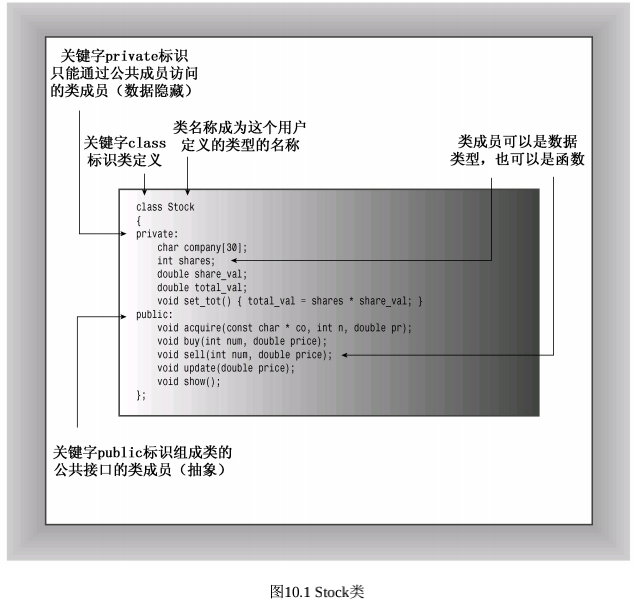 关键字private标识
只能通过公共成员访问
的类成员（数据隐藏）
关键字class
标识类定义
类名称成为这个用户
定义的类型的名称
类成员可以是数据
类型，也可以是函数
class Stock
{
private:
char company[30];
int shares;
double share_val;
double total_val;
void set_tot() { total_val = shares * share_val; }
public:
void acquire(const char * co, int n, double pr);
void buy(int num, double price);
void sell(int num, double price);
void update(double price);
void show();
};
关键字public标识组成类的
公共接口的类成员（抽象）
图10.1 Stock类